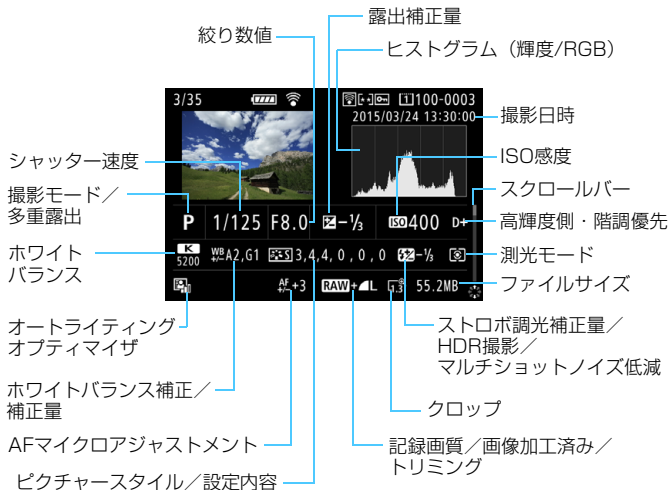 露出補正量
絞り数値
ヒストグラム（輝度/RGB）
3/35
1 100-0003
2015/03/24 13:30:00
撮影日時
シャッター速度
ISO感度
撮影モード／
多重露出
スクロールバー
P 1/125 F8.0 -⅓ ISO 400 D+
高輝度側・階調優先
ホワイト
バランス
K
5200
WB
+/- A2,G1
S 3,4,4,0,0,0
-⅓
測光モード
AF
+/- +3
RAW+ L
1.3
55.2MB
ファイルサイズ
オートライティング
オプティマイザ
ストロボ調光補正量／
HDR撮影／
マルチショットノイズ低減
ホワイトバランス補正／
補正量
クロップ
AFマイクロアジャストメント
記録画質／画像加工済み／
トリミング
ピクチャースタイル／設定内容